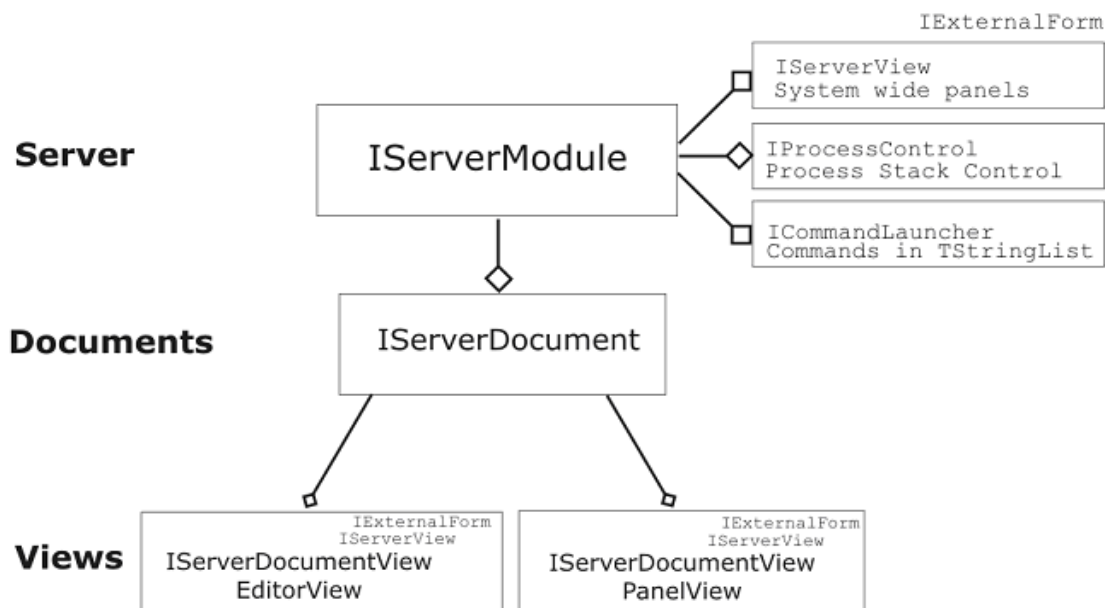 IExternalForm
IServerView
System wide panels
Server
IServerModule
IProcessControl
Process Stack Control
ICommandLauncher
Commands in TStringList
Documents
IServerDocument
Views
IExternalForm
IServerView
IServerDocumentView
EditorView
IExternalForm
IServerView
IServerDocumentView
PanelView